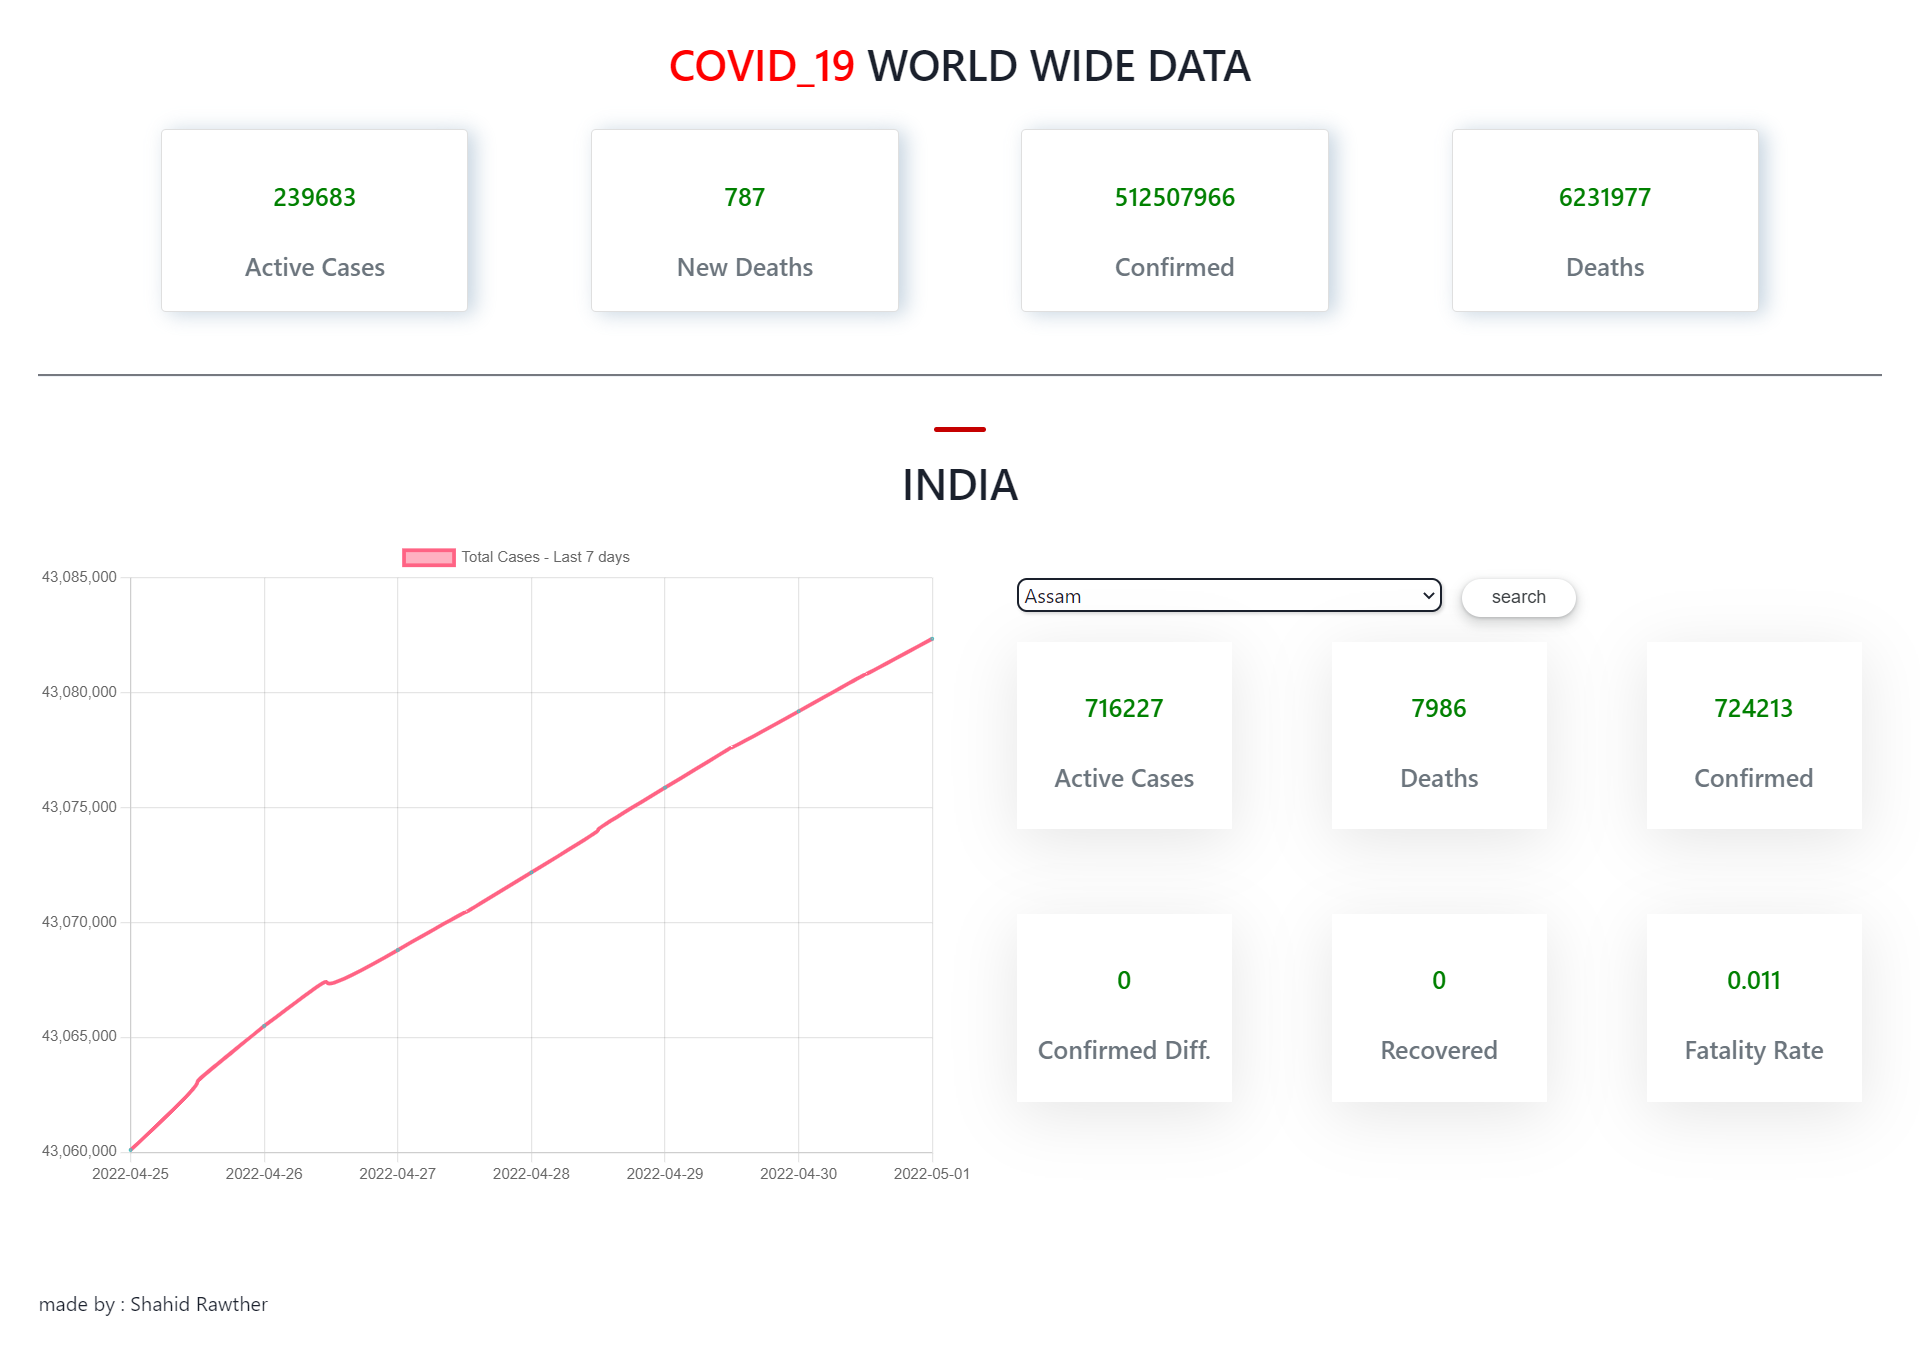 COVID_19 WORLD WIDE DATA
239683
Active Cases
787
New Deaths
512507966
Confirmed
6231977
Deaths
INDIA
Total Cases - Last 7 days
43,085,000
43,080,000
43,075,000
43,070,000
43,065,000
43,060,000
2022-04-25 2022-04-26 2022-04-27 2022-04-28 2022-04-29 2022-04-30 2022-05-01
Assam
search
716227
Active Cases
7986
Deaths
724213
Confirmed
0
Confirmed Diff.
0
Recovered
0.011
Fatality Rate
made by : Shahid Rawther